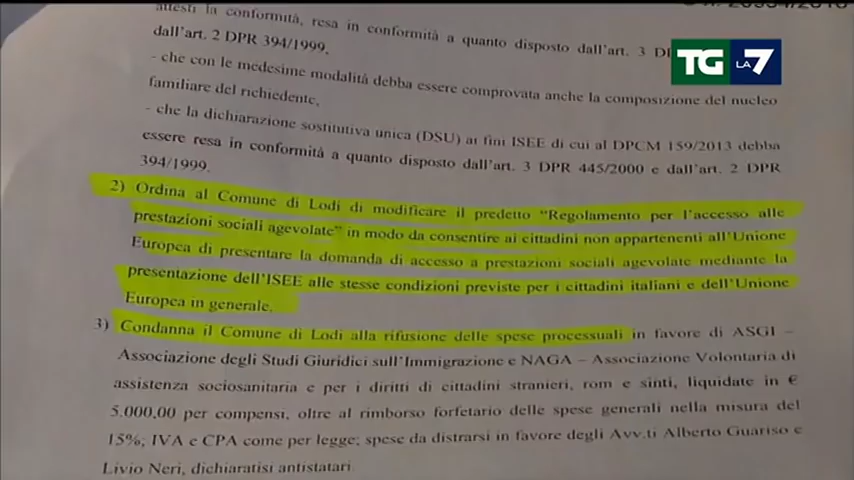 attesti la conformità, resa in conformità a quanto disposto dall'art. 3 DPR
dall'art. 2 DPR 394/1999,
TG LA7
- che con le medesime modalità debba essere comprovata anche la composizione del nucleo
familiare del richiedente,
- che la dichiarazione sostitutiva unica (DSU) ai fini ISEE di cui al DPCM 159/2013 debba
essere resa in conformità a quanto disposto dall'art. 3 DPR 445/2000 e dall'art. 2 DPR
394/1999.
2) Ordina al Comune di Lodi di modificare il predetto “Regolamento per l'accesso alle
prestazioni sociali agevolate” in modo da consentire ai cittadini non appartenenti all'Unione
Europea di presentare la domanda di accesso a prestazioni sociali agevolate mediante la
presentazione dell'ISEE alle stesse condizioni previste per i cittadini italiani e dell'Unione
Europea in generale.
3) Condanna il Comune di Lodi alla rifusione delle spese processuali in favore di ASGI –
Associazione degli Studi Giuridici sull'Immigrazione e NAGA – Associazione Volontaria di
assistenza sociosanitaria e per i diritti di cittadini stranieri, rom e sinti, liquidate in €
5.000,00 per compensi, oltre al rimborso forfetario delle spese generali nella misura del
15%, IVA e CPA come per legge; spese da distrarsi in favore degli Avv.ti Alberto Guariso e
Livio Neri, dichiaratisi antistatari